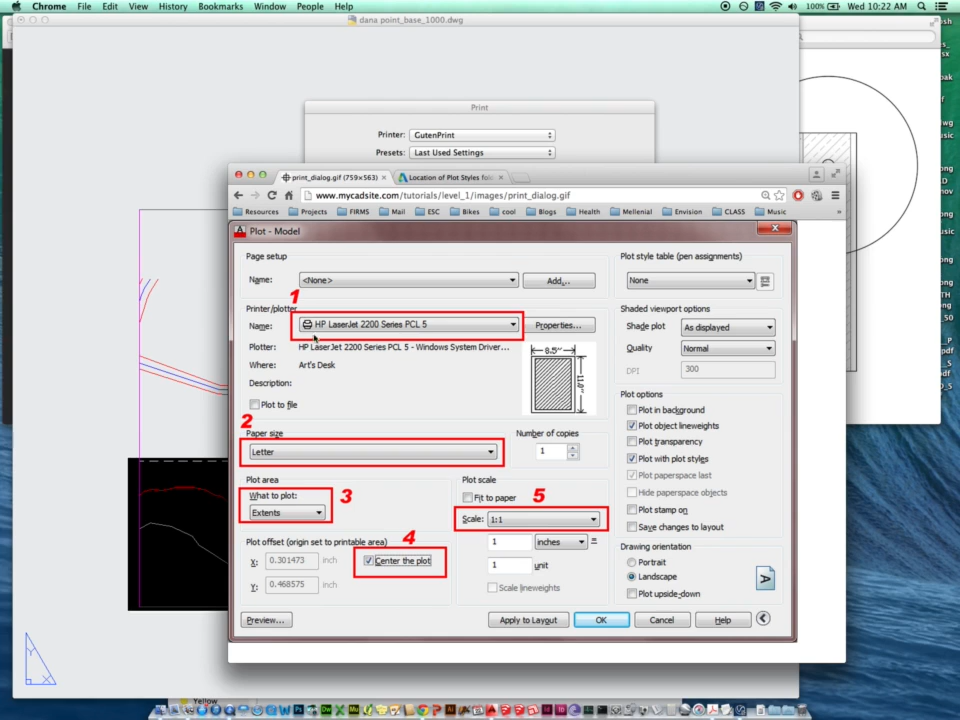 Chrome File Edit View History Bookmarks Window People Help
100% Wed 10:22 AM
dana point_base_1000.dwg
Print
Printer: GutenPrint
Presets: Last Used Settings
print_dialog.gif (759×563) × Location of Plot Styles fol ×
www.mycadsite.com/tutorials/level_1/images/print_dialog.gif
Resources Projects FIRMS Mail ESC Bikes cool Blogs Health Mellenial Envision CLASS Music »
Plot - Model
Page setup
Name: <None> Add...
1
Printer/plotter
Name: HP LaserJet 2200 Series PCL 5 Properties...
Plotter: HP LaserJet 2200 Series PCL 5 - Windows System Driver...
Where: Art's Desk
Description:
Plot to file
8.5"
11.0"
2
Paper size
Letter
Number of copies
1
Plot area
What to plot:
Extents
3
Plot offset (origin set to printable area)
X: 0.301473 inch
Y: 0.468575 inch
4
Center the plot
Plot scale
Fit to paper
5
Scale: 1:1
1 inches =
1 unit
Scale lineweights
Plot style table (pen assignments)
None
Shaded viewport options
Shade plot As displayed
Quality Normal
DPI 300
Plot options
Plot in background
Plot object lineweights
Plot transparency
Plot with plot styles
Plot paperspace last
Hide paperspace objects
Plot stamp on
Save changes to layout
Drawing orientation
Portrait
Landscape
Plot upside-down
A
Preview... Apply to Layout OK Cancel Help
Y
X
Yellow